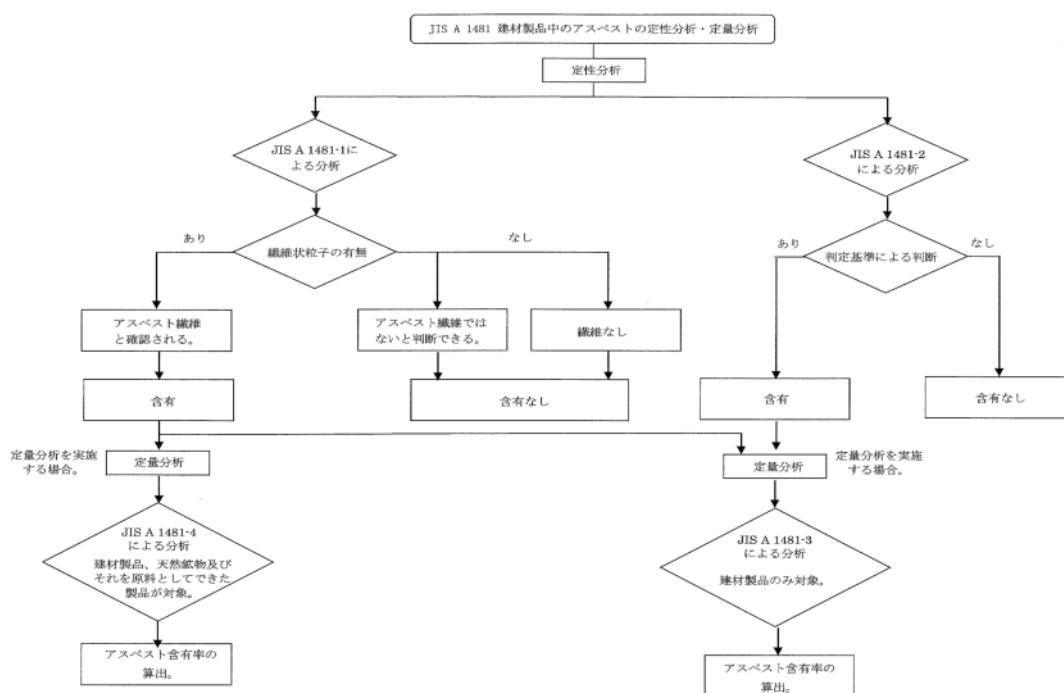 JIS A 1481 建材製品中のアスベストの定性分析・定量分析
定性分析
JIS A 1481-1に
よる分析
JIS A 1481-2
による分析
繊維状粒子の有無
あり
なし
判定基準による判断
あり
なし
アスベスト繊維
と確認される。
アスベスト繊維では
ないと判断できる。
繊維なし
含有
含有なし
含有
含有なし
定量分析を実施
する場合。
定量分析
定量分析
定量分析を実施
する場合。
JIS A 1481-4
による分析
建材製品、天然鉱物及び
それを原料としてできた
製品が対象。
JIS A 1481-3
による分析
建材製品のみ対象。
アスベスト含有率の
算出。
アスベスト含有率の
算出。